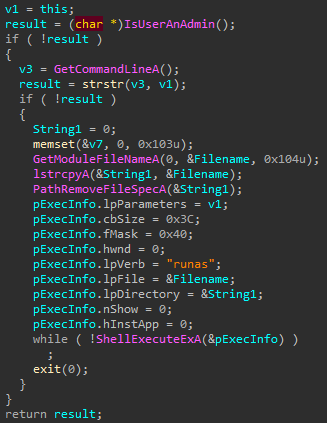 v1 = this;
result = (char *)IsUserAnAdmin();
if ( !result )
{
v3 = GetCommandLineA();
result = strstr(v3, v1);
if ( !result )
{
String1 = 0;
memset(&v7, 0, 0x103u);
GetModuleFileNameA(0, &Filename, 0x104u);
lstrcpyA(&String1, &Filename);
PathRemoveFileSpecA(&String1);
pExecInfo.lpParameters = v1;
pExecInfo.cbSize = 0x3C;
pExecInfo.fMask = 0x40;
pExecInfo.hwnd = 0;
pExecInfo.lpVerb = "runas";
pExecInfo.lpFile = &Filename;
pExecInfo.lpDirectory = &String1;
pExecInfo.nShow = 0;
pExecInfo.hInstApp = 0;
while ( !ShellExecuteExA(&pExecInfo) )
;
exit(0);
}
}
return result;